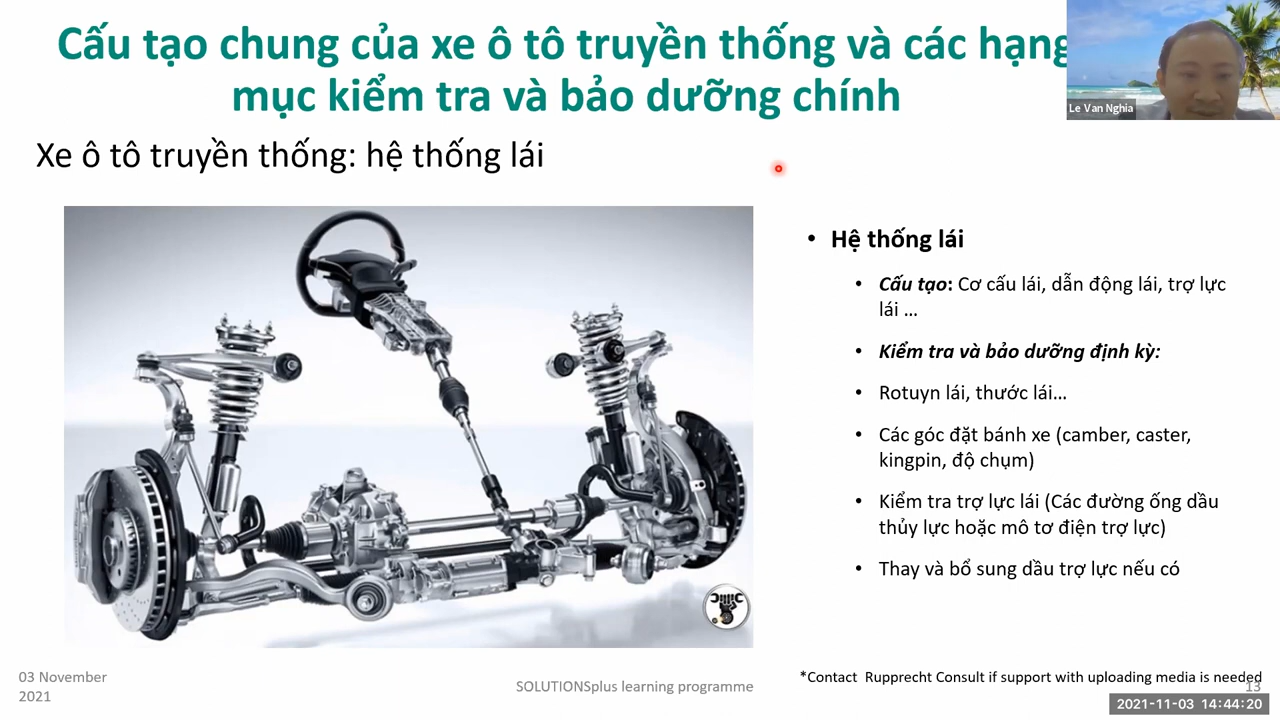 Cấu tạo chung của xe ô tô truyền thống và các hạng
mục kiểm tra và bảo dưỡng chính
Le Van Nghia
Xe ô tô truyền thống: hệ thống lái
• Hệ thống lái
• Cấu tạo: Cơ cấu lái, dẫn động lái, trợ lực
lái ...
• Kiểm tra và bảo dưỡng định kỳ:
• Rotuyn lái, thước lái...
• Các góc đặt bánh xe (camber, caster,
kingpin, độ chụm)
• Kiểm tra trợ lực lái (Các đường ống dầu
thủy lực hoặc mô tơ điện trợ lực)
• Thay và bổ sung dầu trợ lực nếu có
03 November
2021
SOLUTIONSplus learning programme
*Contact Rupprecht Consult if support with uploading media is needed
13
2021-11-03 14:44:20